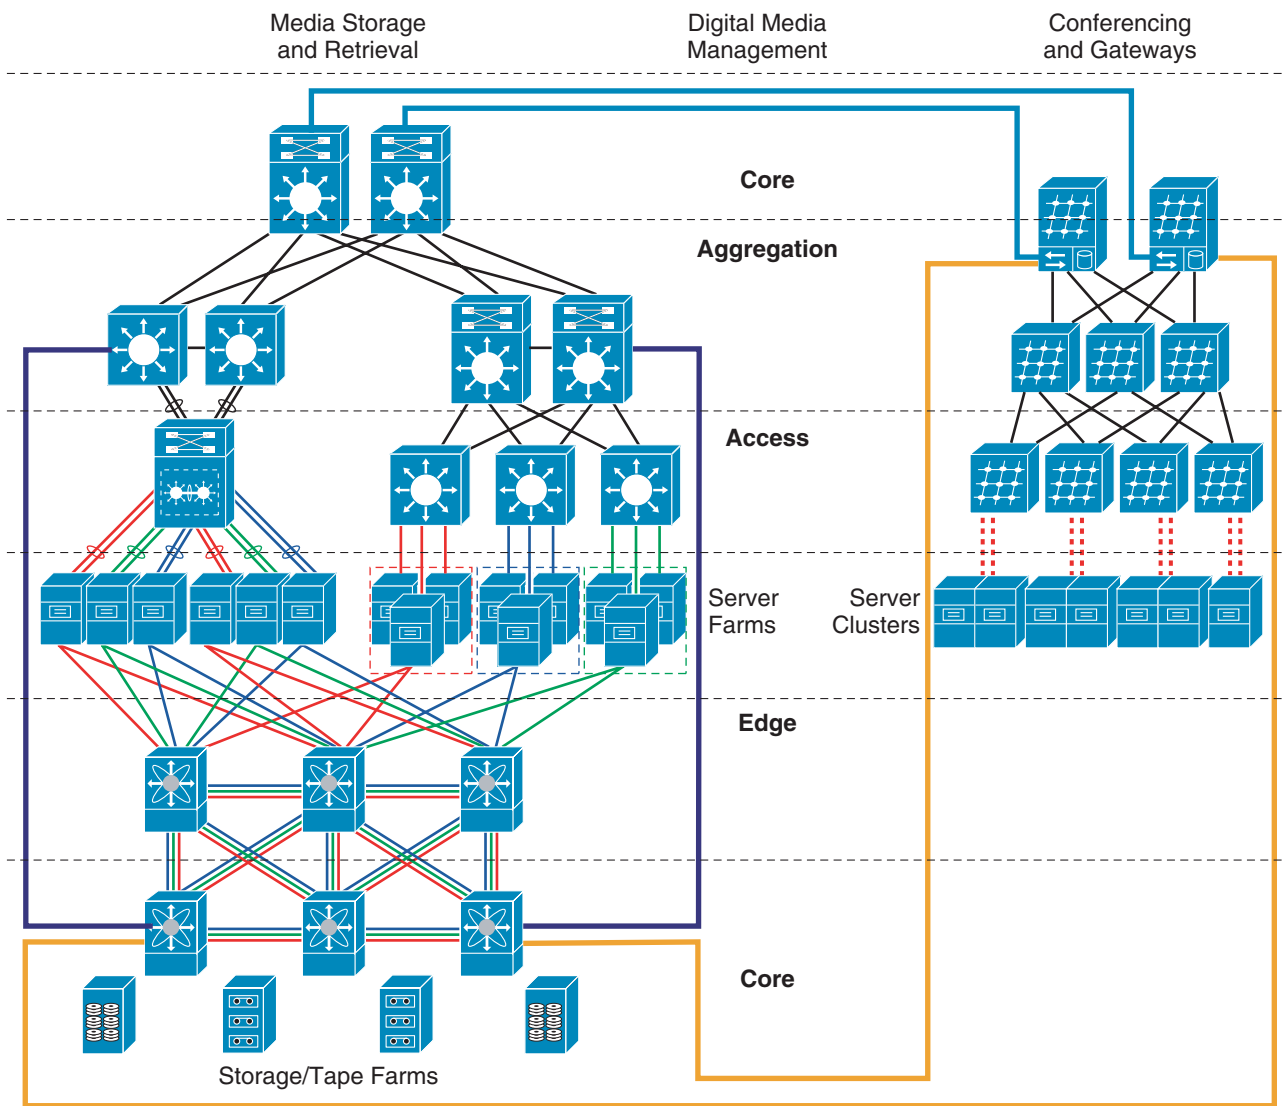 Media Storage
and Retrieval
Digital Media
Management
Conferencing
and Gateways
Core
Aggregation
Access
Server
Farms
Server
Clusters
Edge
Core
Storage/Tape Farms